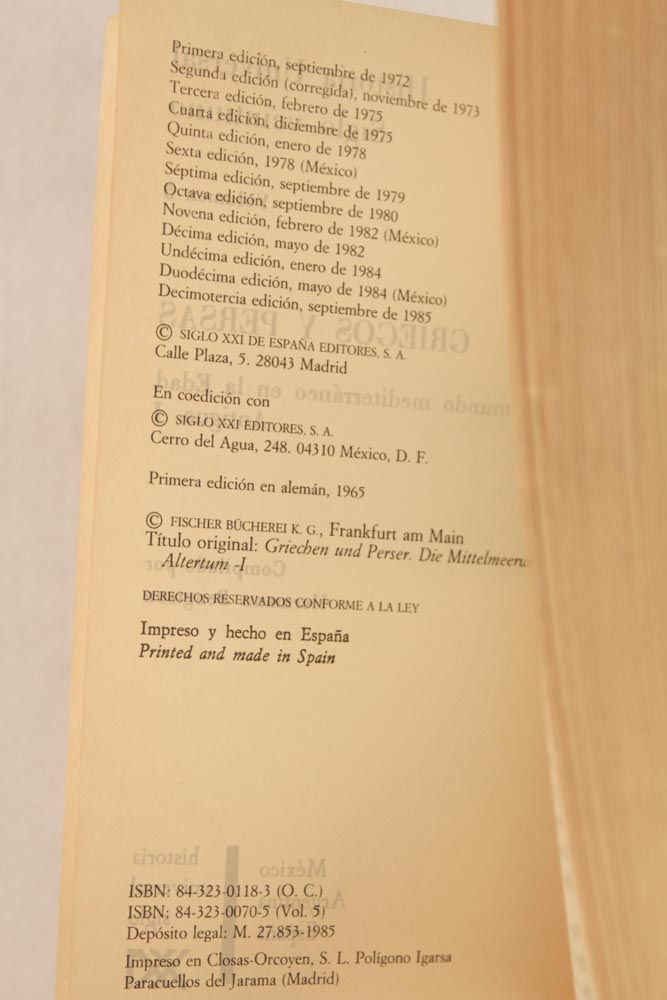 Primera edición, septiembre de 1972
Segunda edición (corregida), noviembre de 1973
Tercera edición, febrero de 1975
Cuarta edición, diciembre de 1975
Quinta edición, enero de 1978
Sexta edición, 1978 (México)
Séptima edición, septiembre de 1979
Octava edición, septiembre de 1980
Novena edición, febrero de 1982 (México)
Décima edición, mayo de 1982
Undécima edición, enero de 1984
Duodécima edición, mayo de 1984 (México)
Decimotercia edición, septiembre de 1985
© SIGLO XXI DE ESPAÑA EDITORES, S. A.
Calle Plaza, 5. 28043 Madrid
En coedición con
© SIGLO XXI EDITORES, S. A.
Cerro del Agua, 248. 04310 México, D. F.
Primera edición en alemán, 1965
© FISCHER BÜCHEREI K. G., Frankfurt am Main
Título original: Griechen und Perser. Die
Altertum -I
DERECHOS RESERVADOS CONFORME A LA LEY
Impreso y hecho en España
Printed and made in Spain
ISBN: 84-323-0118-3 (O. C.)
ISBN: 84-323-0070-5 (Vol. 5)
Depósito legal: M. 27.853-1985
Impreso en Closas-Orcoyen, S. L. Polígono Igarsa
Paracuellos del Jarama (Madrid)